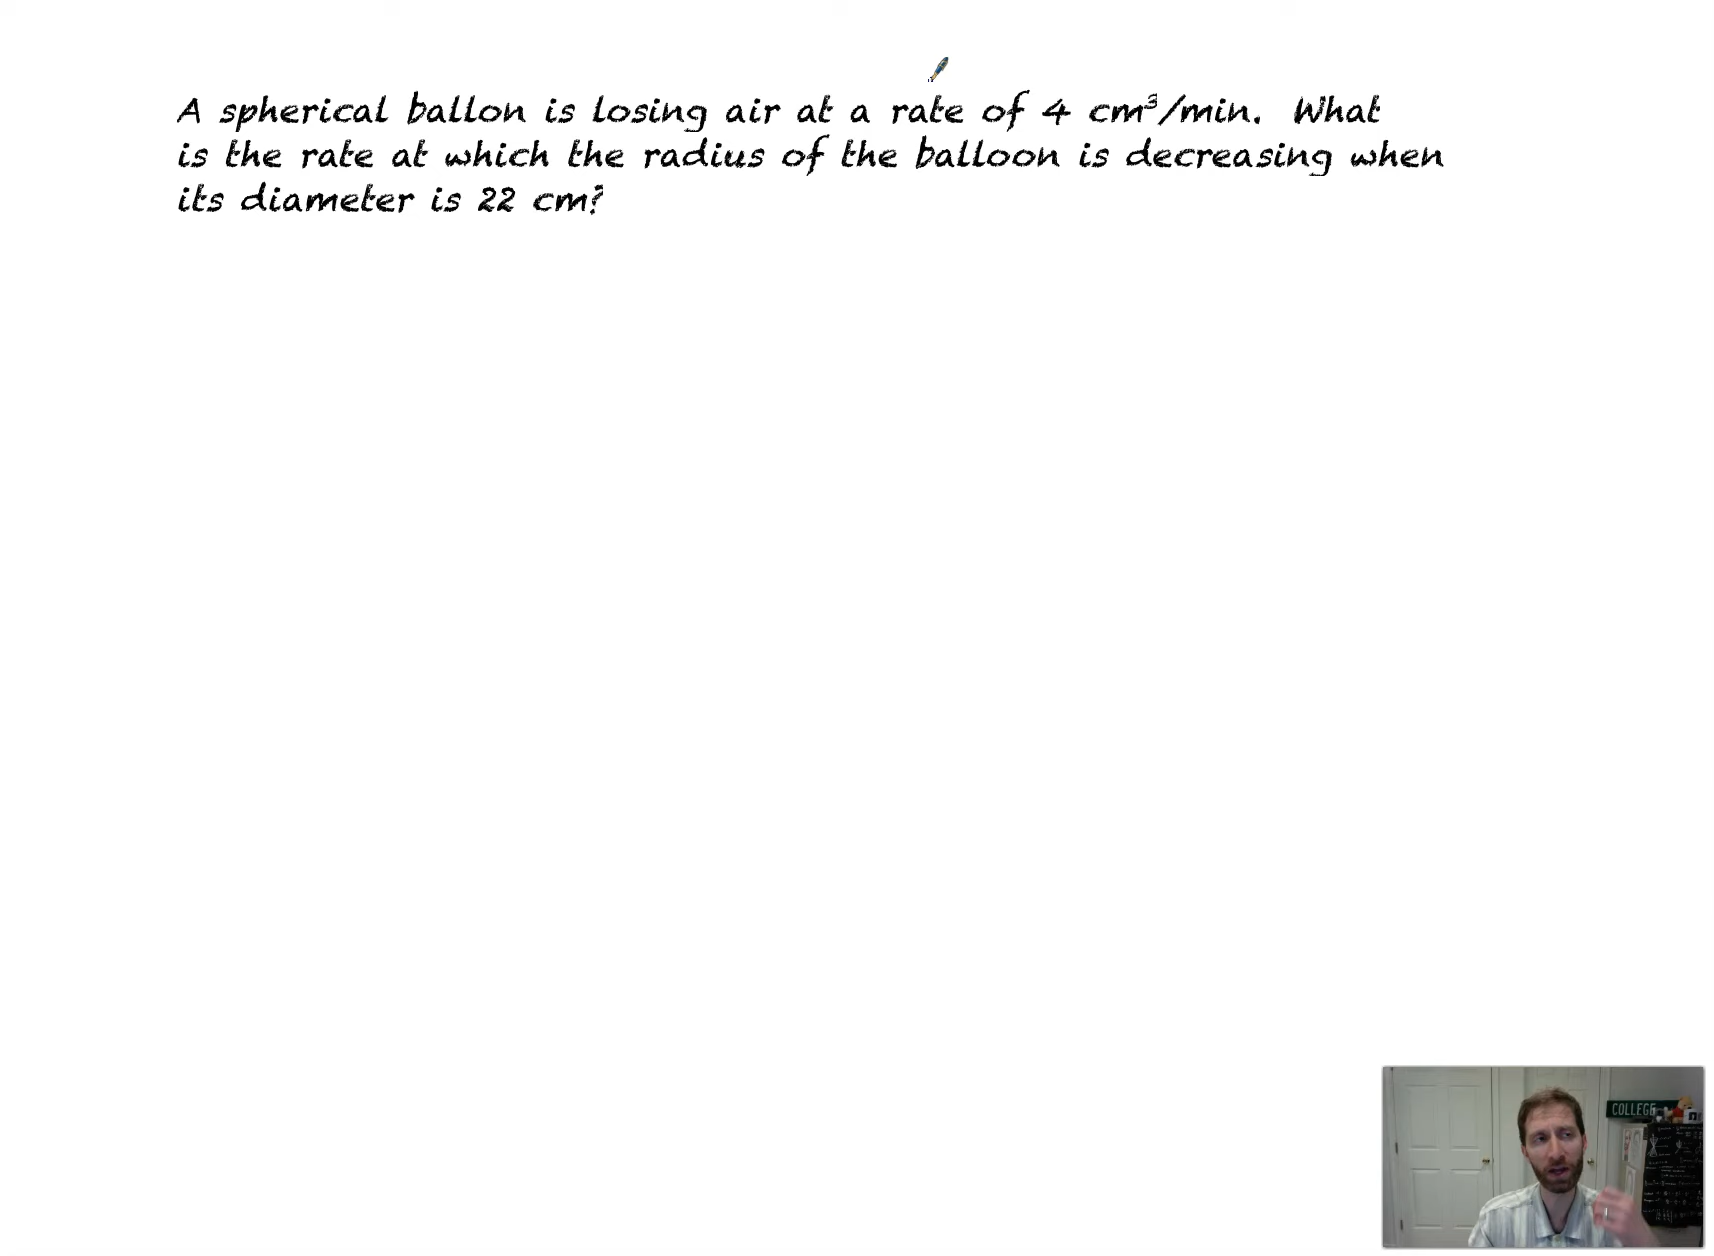 A spherical ballon is losing air at a rate of 4 cm³/min. What
is the rate at which the radius of the balloon is decreasing when
its diameter is 22 cm?
COLLEGE